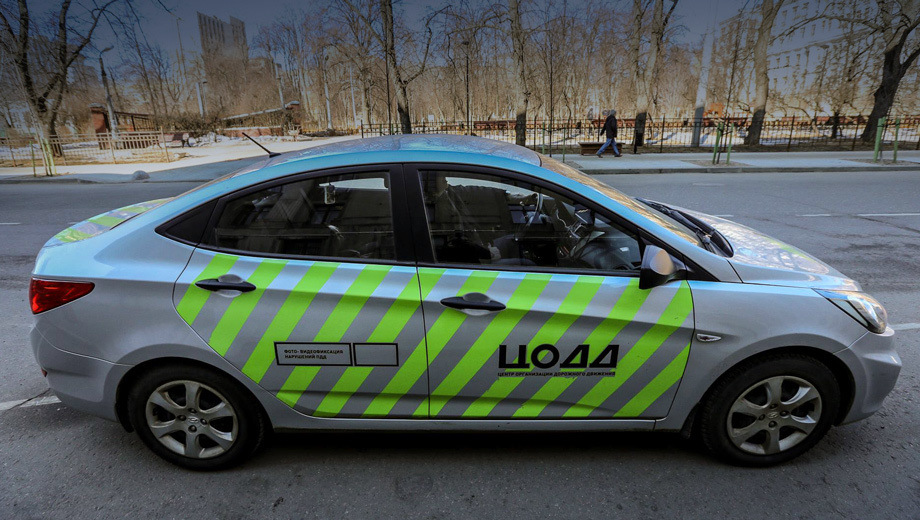 ФОТО- ВИДЕОФИКСАЦИЯ
НАРУШЕНИЙ ПДД
ЦОДД
ЦЕНТР ОРГАНИЗАЦИИ ДОРОЖНОГО ДВИЖЕНИЯ